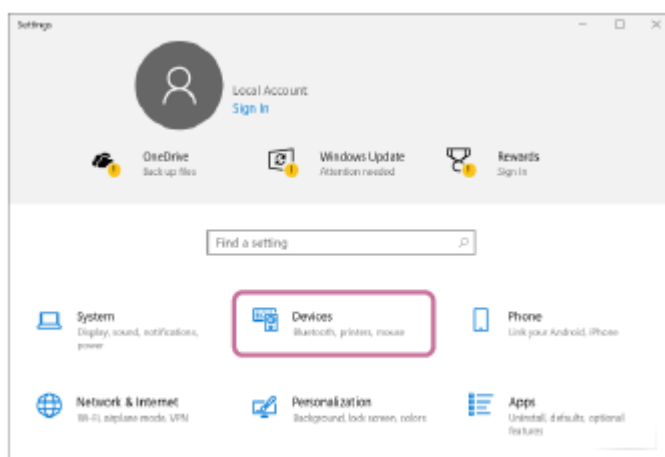 Settings
Local Account
Sign In
OneDrive
Back up files
Windows Update
Attention needed
Rewards
Sign In
Find a setting
System
Display, sound, notifications,
power
Devices
Bluetooth, printers, mouse
Phone
Link your Android, iPhone
Network & Internet
Wi-Fi, airplane mode, VPN
Personalization
Background, lock screen, colors
Apps
Uninstall, defaults, optional
features